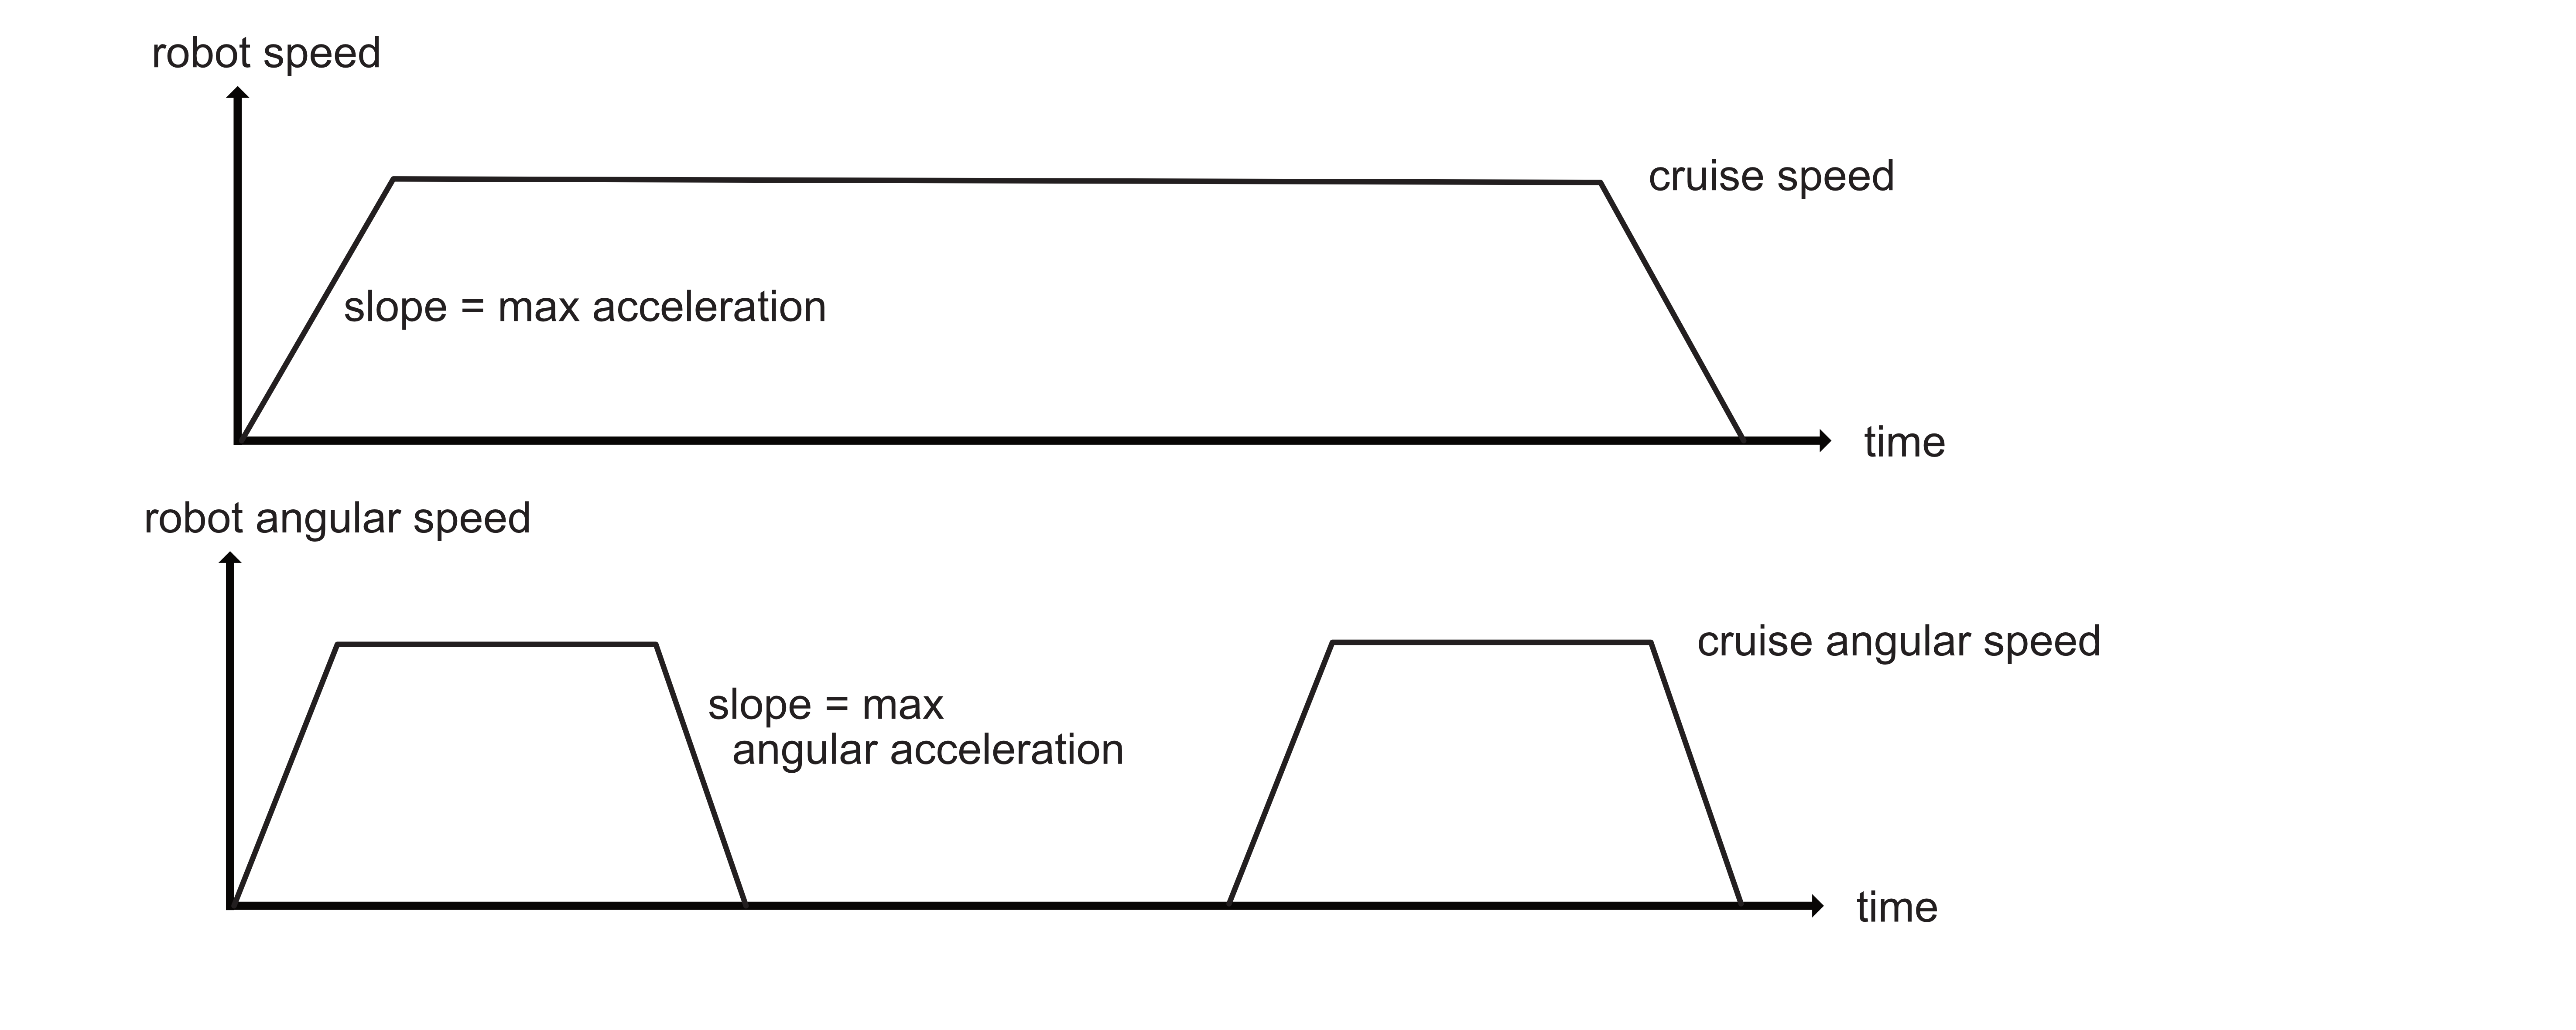 robot speed
cruise speed
slope = max acceleration
time
robot angular speed
cruise angular speed
slope = max
angular acceleration
time